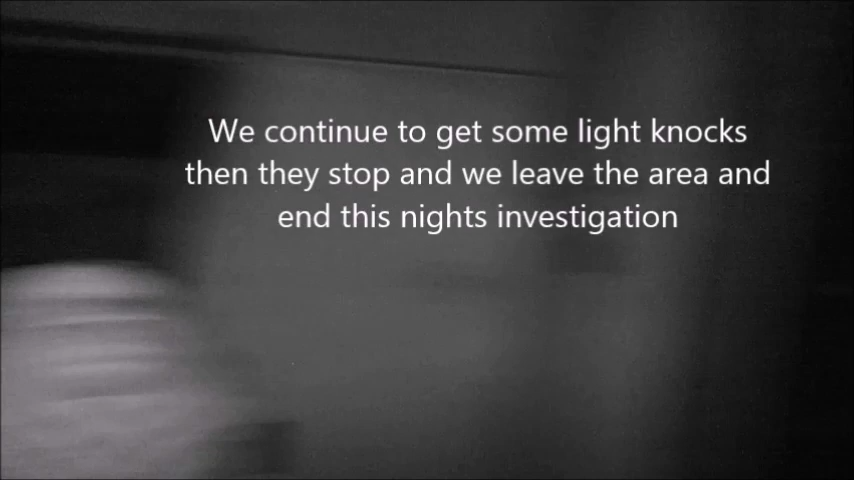 We continue to get some light knocks
then they stop and we leave the area and
end this nights investigation